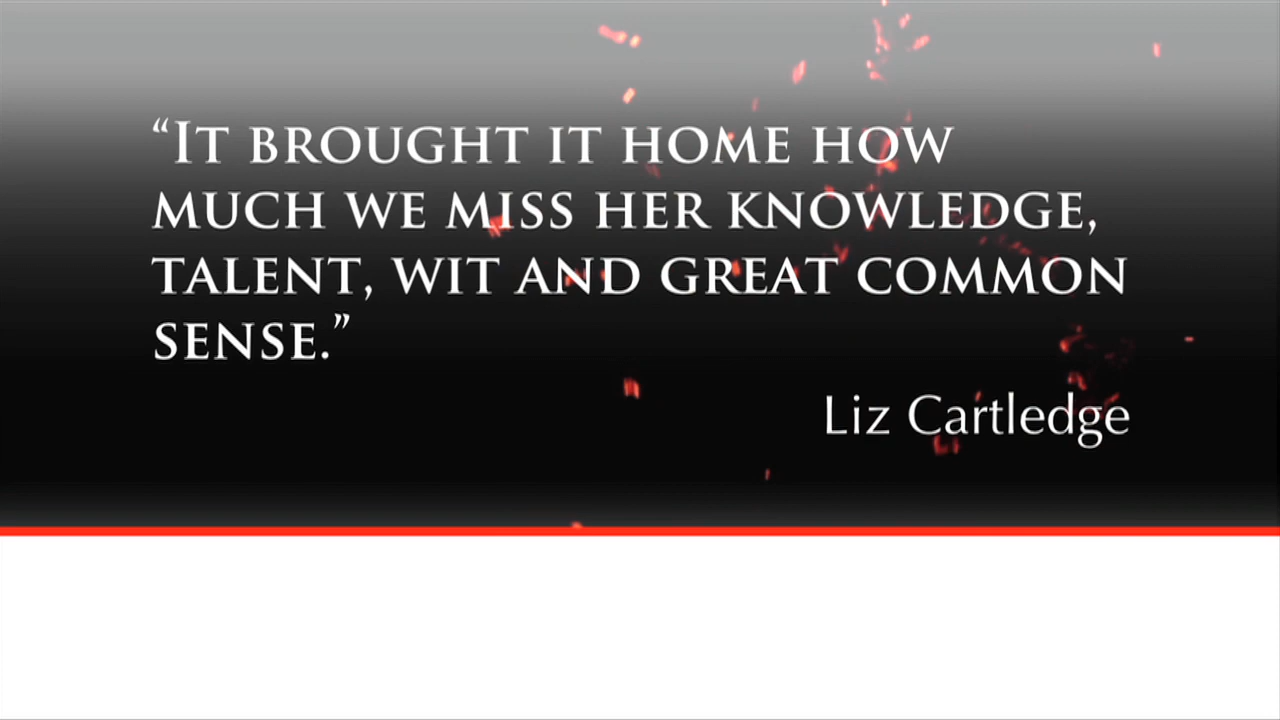 “It brought it home how
much we miss her knowledge,
talent, wit and great common
sense.”
Liz Cartledge